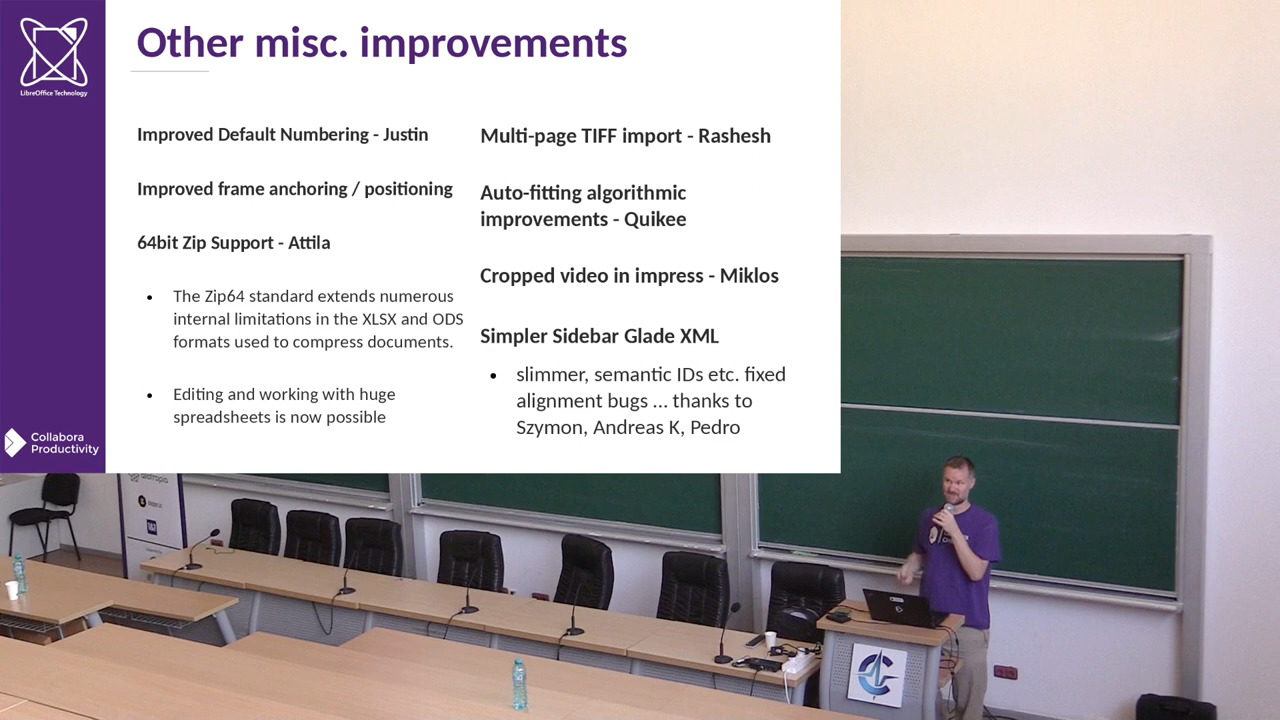 Other misc. improvements
LibreOffice Technology
Improved Default Numbering - Justin
Improved frame anchoring / positioning
64bit Zip Support - Attila
• The Zip64 standard extends numerous
internal limitations in the XLSX and ODS
formats used to compress documents.
• Editing and working with huge
spreadsheets is now possible
Multi-page TIFF import - Rashesh
Auto-fitting algorithmic
improvements - Quikee
Cropped video in impress - Miklos
Simpler Sidebar Glade XML
• slimmer, semantic IDs etc. fixed
alignment bugs ... thanks to
Szymon, Andreas K, Pedro
Collabora
Productivity